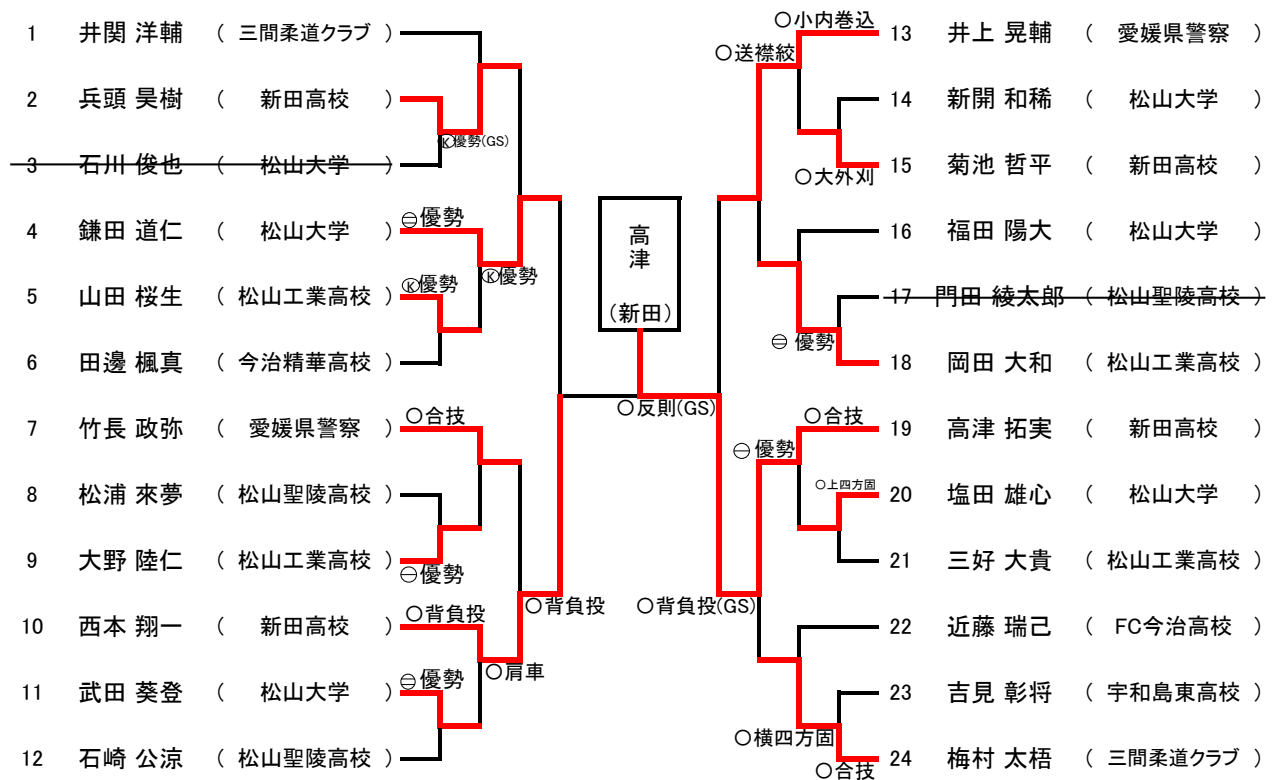 1 井関 洋輔 ( 三間柔道クラブ )
2 兵頭 昊樹 ( 新田高校 )
Ⓚ優勢(GS)
3 石川 俊也 ( 松山大学 )
4 鎌田 道仁 ( 松山大学 )
㊀優勢
Ⓚ優勢
5 山田 桜生 ( 松山工業高校 )
Ⓚ優勢
6 田邊 楓真 ( 今治精華高校 )
7 竹長 政弥 ( 愛媛県警察 )
〇合技
8 松浦 來夢 ( 松山聖陵高校 )
9 大野 陸仁 ( 松山工業高校 )
㊀優勢
〇背負投
10 西本 翔一 ( 新田高校 )
〇背負投
〇肩車
11 武田 葵登 ( 松山大学 )
㊀優勢
12 石崎 公涼 ( 松山聖陵高校 )
高津
(新田)
〇反則(GS)
〇小内巻込
13 井上 晃輔 ( 愛媛県警察 )
〇送襟絞
14 新開 和稀 ( 松山大学 )
15 菊池 哲平 ( 新田高校 )
〇大外刈
16 福田 陽大 ( 松山大学 )
17 門田 綾太郎 ( 松山聖陵高校 )
㊀ 優勢
18 岡田 大和 ( 松山工業高校 )
〇合技
19 高津 拓実 ( 新田高校 )
㊀ 優勢
〇上四方固
20 塩田 雄心 ( 松山大学 )
21 三好 大貴 ( 松山工業高校 )
〇背負投(GS)
22 近藤 瑞己 ( FC今治高校 )
23 吉見 彰将 ( 宇和島東高校 )
〇横四方固
24 梅村 太梧 ( 三間柔道クラブ )
〇合技